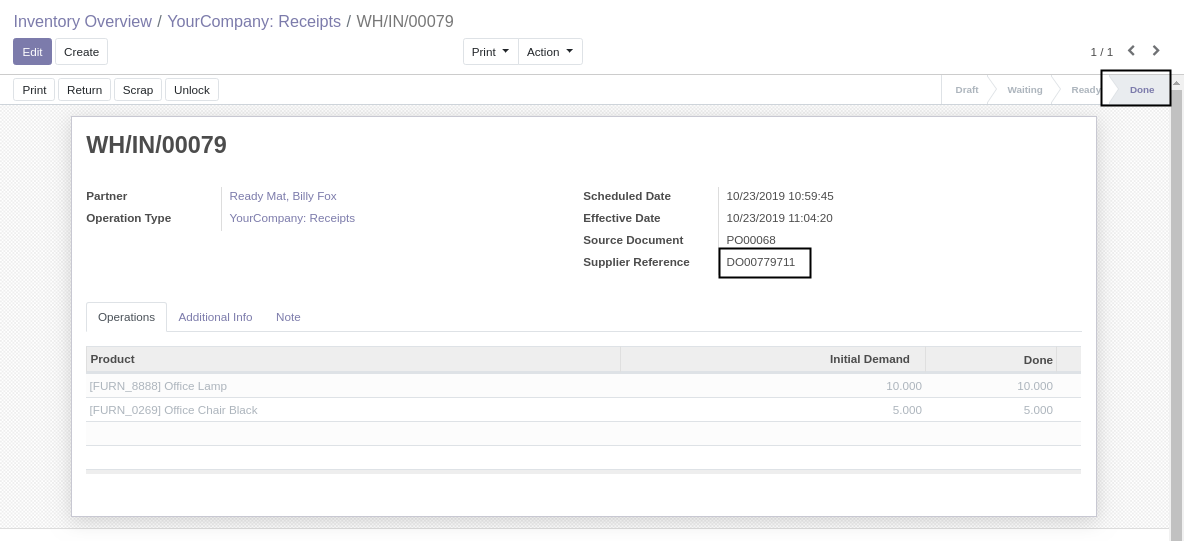 Inventory Overview / YourCompany: Receipts / WH/IN/00079
Edit Create Print Action 1 / 1
Print Return Scrap Unlock Draft Waiting Ready Done
WH/IN/00079
Partner Ready Mat, Billy Fox Scheduled Date 10/23/2019 10:59:45
Operation Type YourCompany: Receipts Effective Date 10/23/2019 11:04:20
Source Document PO00068
Supplier Reference DO00779711
Operations Additional Info Note
Product Initial Demand Done
[FURN_8888] Office Lamp 10.000 10.000
[FURN_0269] Office Chair Black 5.000 5.000